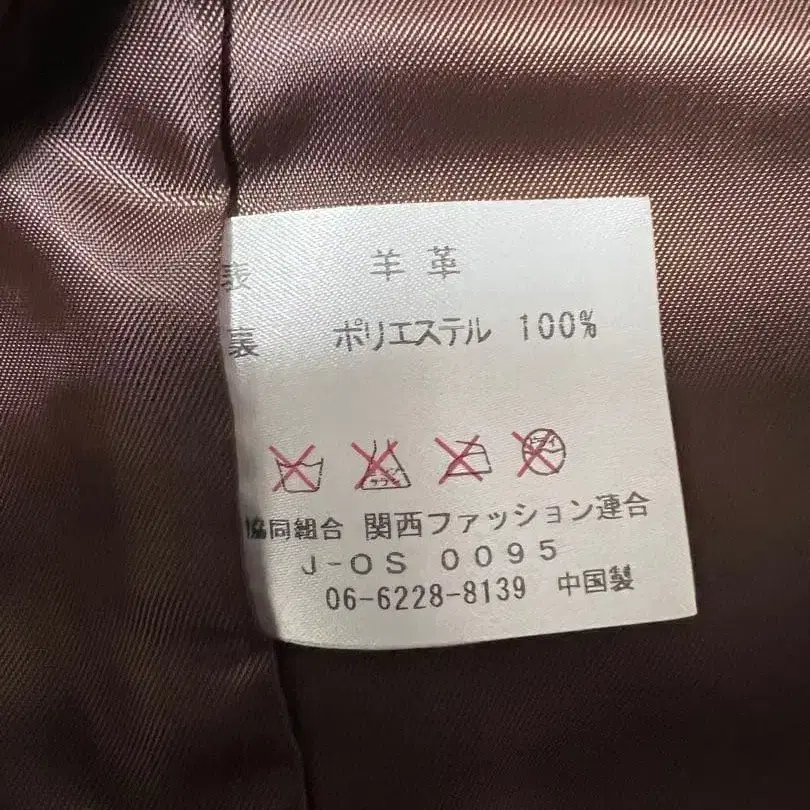 表 羊革
裏 ポリエステル 100%
協同組合 関西ファッション連合
J-OS 0095
06-6228-8139 中国製